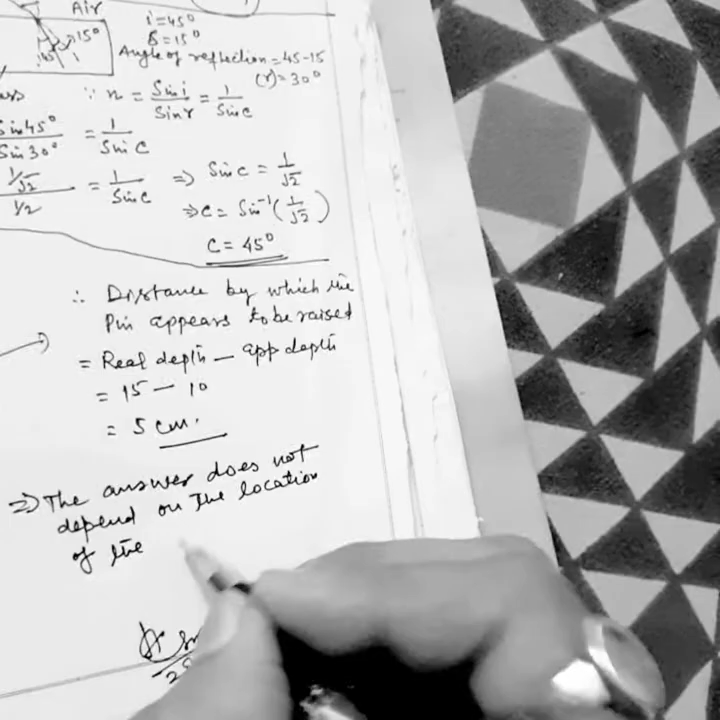 Air
i = 45°
15°
δ = 15°
Angle of reflection = 45-15
(r) = 30°
∵ n = Sin i / Sin r = 1 / Sin c
Sin 45° / Sin 30° = 1 / Sin C
1/√2 / 1/2 = 1 / Sin c ⇒ Sin c = 1/√2
⇒ c = Sin⁻¹(1/√2)
C = 45°
∴ Distance by which the
Pin appears to be raised
= Real depth - app depth
= 15 - 10
= 5 cm.
⇒ The answer does not
depend on The location
of the